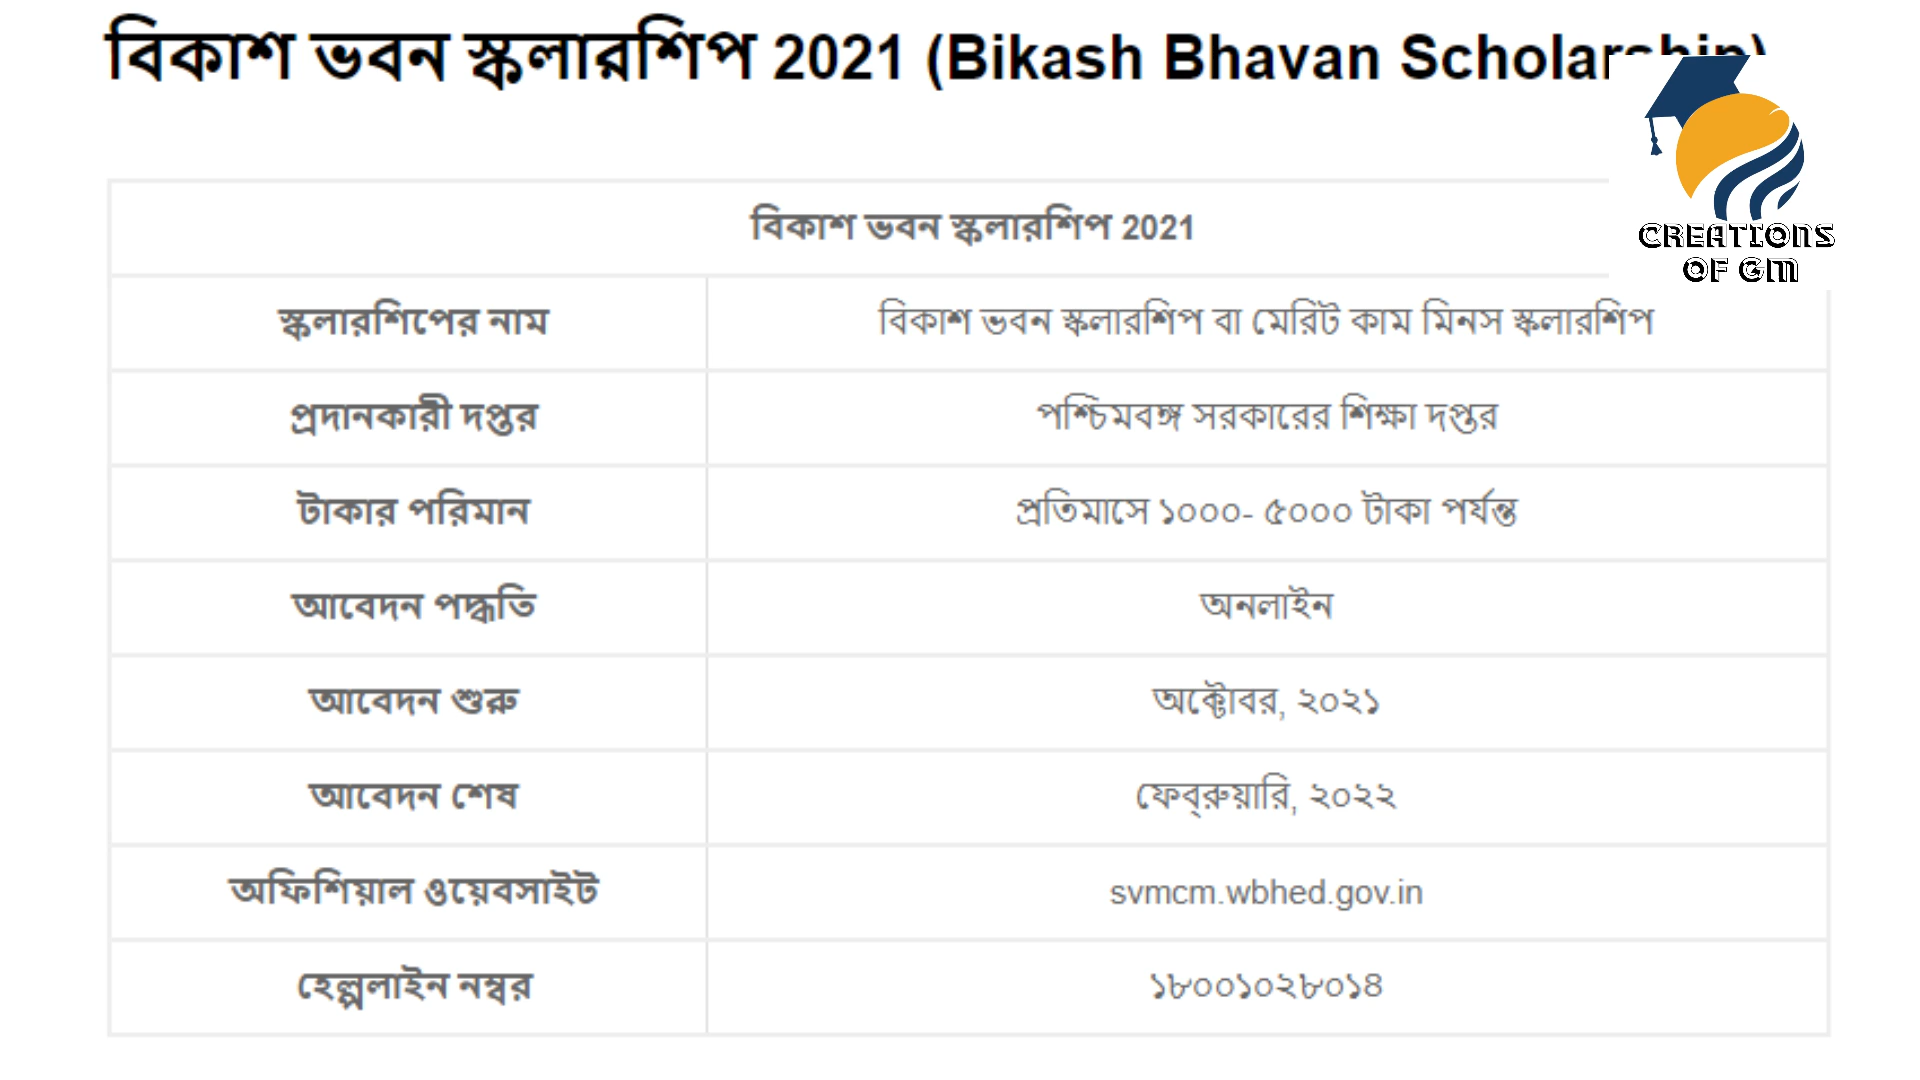 বিকাশ ভবন স্কলারশিপ 2021 (Bikash Bhavan Scholarship)
CREATIONS
OF GM
বিকাশ ভবন স্কলারশিপ 2021
স্কলারশিপের নাম বিকাশ ভবন স্কলারশিপ বা মেরিট কাম মিনস স্কলারশিপ
প্রদানকারী দপ্তর পশ্চিমবঙ্গ সরকারের শিক্ষা দপ্তর
টাকার পরিমান প্রতিমাসে ১০০০- ৫০০০ টাকা পর্যন্ত
আবেদন পদ্ধতি অনলাইন
আবেদন শুরু অক্টোবর, ২০২১
আবেদন শেষ ফেব্রুয়ারি, ২০২২
অফিশিয়াল ওয়েবসাইট svmcm.wbhed.gov.in
হেল্পলাইন নম্বর ১৮০০১০২৮০১৪